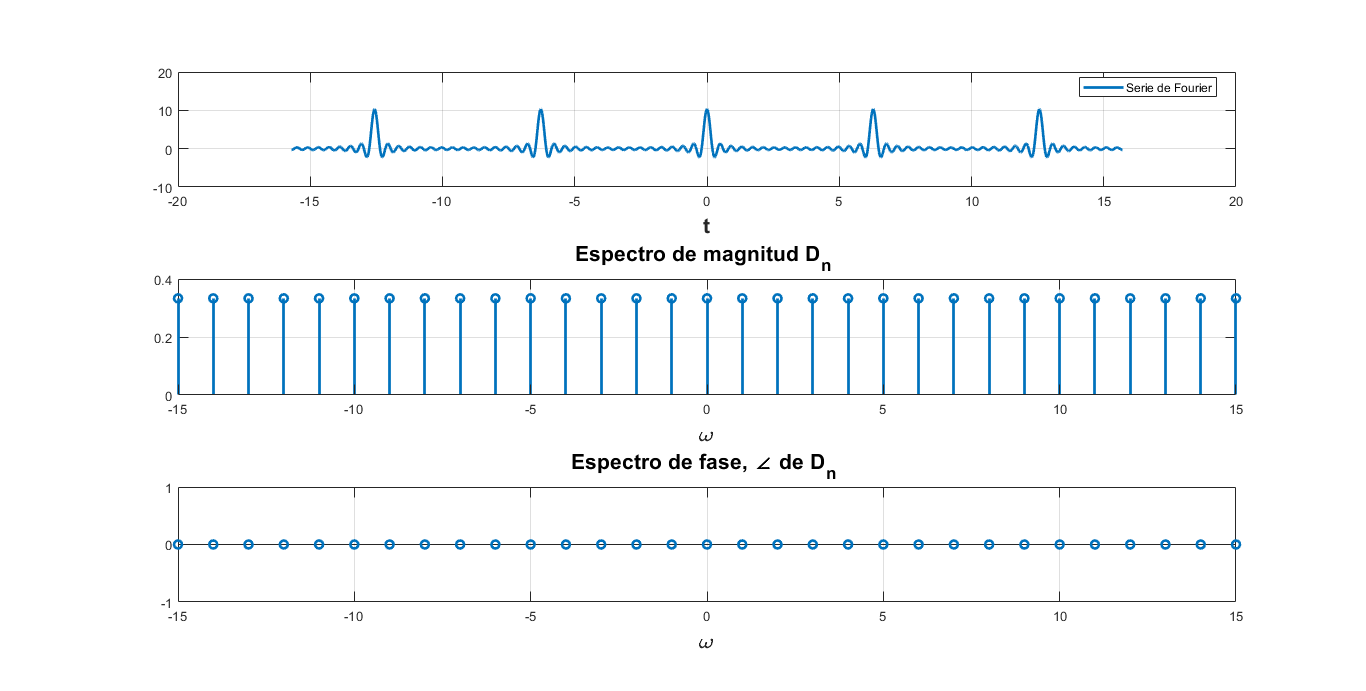 20
10
0
-10
Serie de Fourier
-20 -15 -10 -5 0 5 10 15 20
t
Espectro de magnitud Dn
0.4
0.2
0
-15 -10 -5 0 5 10 15
ω
Espectro de fase, ∠ de Dn
1
0
-1
-15 -10 -5 0 5 10 15
ω